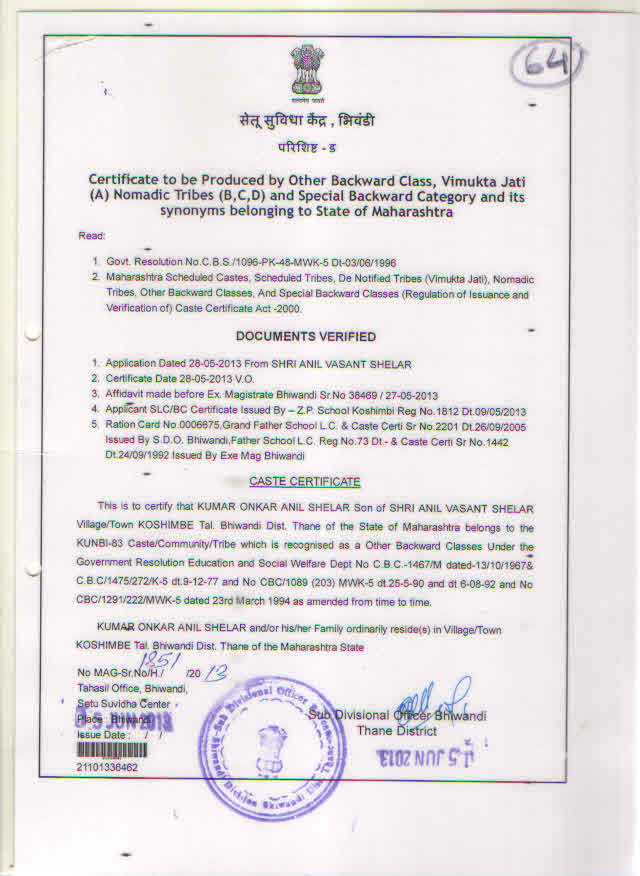 64
सत्यमेव जयते
सेतू सुविधा केंद्र , भिवंडी
परिशिष्ट - ड
Certificate to be Produced by Other Backward Class, Vimukta Jati
(A) Nomadic Tribes (B,C,D) and Special Backward Category and its
synonyms belonging to State of Maharashtra
Read:
1. Govt. Resolution No.C.B.S./1096-PK-48-MWK-5 Dt-03/06/1996
2. Maharashtra Scheduled Castes, Scheduled Tribes, De Notified Tribes (Vimukta Jati), Nomadic
Tribes, Other Backward Classes, And Special Backward Classes (Regulation of Issuance and
Verification of) Caste Certificate Act -2000.
DOCUMENTS VERIFIED
1. Application Dated 28-05-2013 From SHRI ANIL VASANT SHELAR
2. Certificate Date 28-05-2013 V.O.
3. Affidavit made before Ex. Magistrate Bhiwandi Sr.No 38469 / 27-05-2013
4. Applicant SLC/BC Certificate Issued By – Z.P. School Koshimbi Reg No.1812 Dt.09/05/2013
5. Ration Card No.0006675,Grand Father School L.C. & Caste Certi Sr No.2201 Dt.26/09/2005
Issued By S.D.O. Bhiwandi,Father School L.C. Reg No.73 Dt.- & Caste Certi Sr No.1442
Dt.24/09/1992 Issued By Exe Mag Bhiwandi
CASTE CERTIFICATE
This is to certify that KUMAR ONKAR ANIL SHELAR Son of SHRI ANIL VASANT SHELAR
Village/Town KOSHIMBE Tal. Bhiwandi Dist. Thane of the State of Maharashtra belongs to the
KUNBI-83 Caste/Community/Tribe which is recognised as a Other Backward Classes Under the
Government Resolution Education and Social Welfare Dept No C.B.C.-1467/M dated-13/10/1967&
C.B.C/1475/272/K-5 dt.9-12-77 and No CBC/1089 (203) MWK-5 dt.25-5-90 and dt 6-08-92 and No
CBC/1291/222/MWK-5 dated 23rd March 1994 as amended from time to time.
KUMAR ONKAR ANIL SHELAR and/or his/her Family ordinarily reside(s) in Village/Town
KOSHIMBE Tal. Bhiwandi Dist. Thane of the Maharashtra State
No MAG-Sr.No/H./ 1851 /20 13
Tahasil Office, Bhiwandi,
Setu Suvidha Center
Place : Bhiwandi
Issue Date : / /
JUN 2013
21101336462
Sub Divisional Officer
Bhiwandi Division Bhiwandi Dist. Thane
Sub Divisional Officer Bhiwandi
Thane District
5 JUN 2013